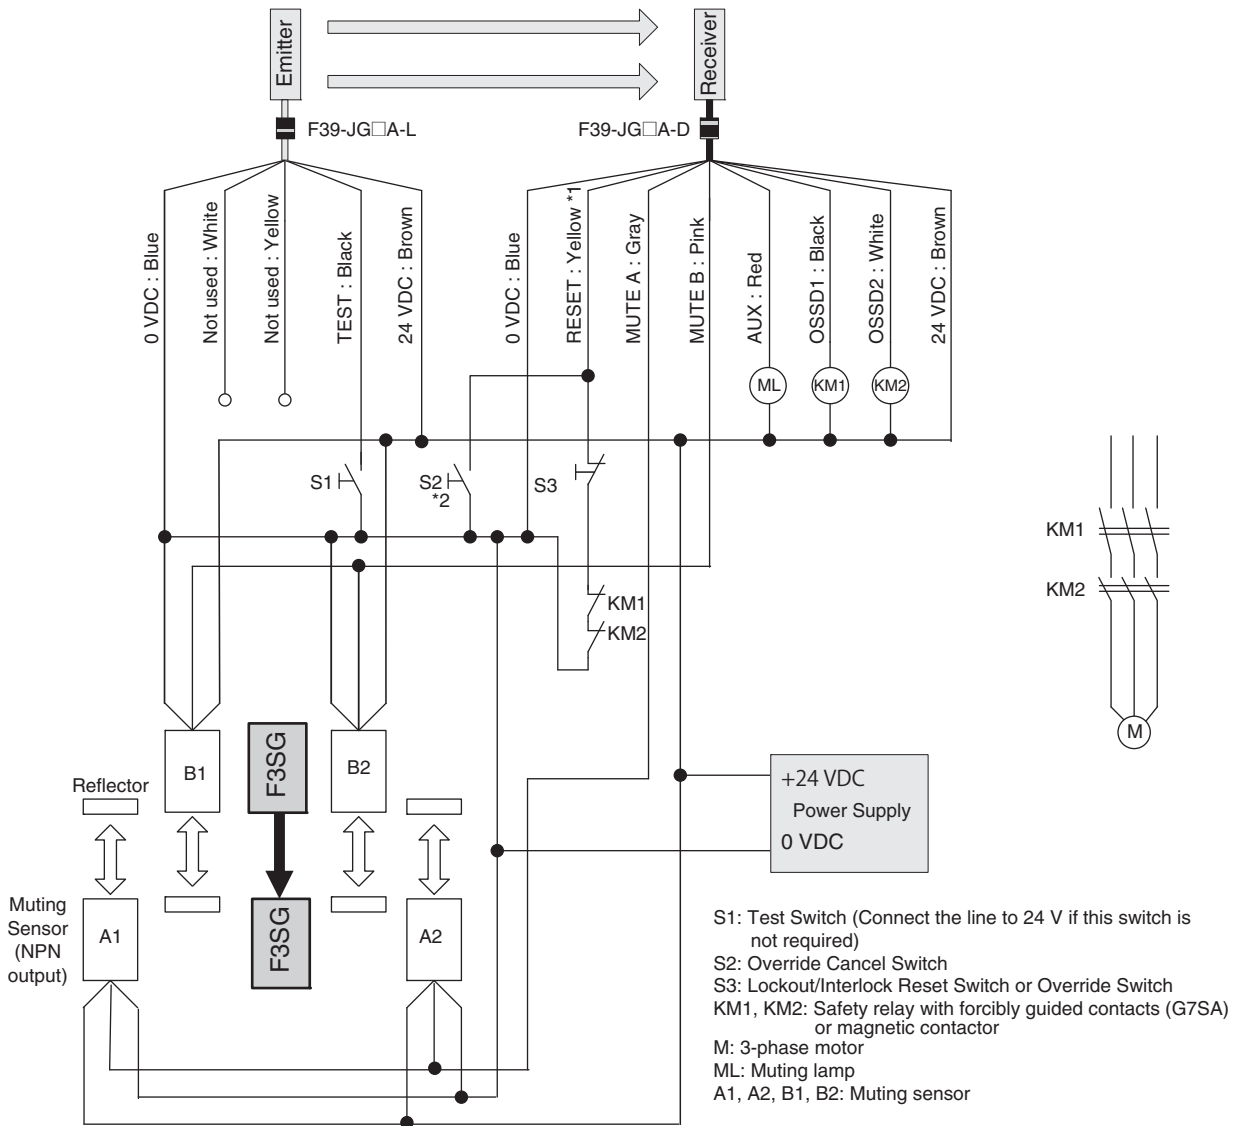 Emitter
Receiver
F39-JG□A-L
F39-JG□A-D
0 VDC : Blue
Not used : White
Not used : Yellow
TEST : Black
24 VDC : Brown
0 VDC : Blue
RESET : Yellow *1
MUTE A : Gray
MUTE B : Pink
AUX : Red
OSSD1 : Black
OSSD2 : White
24 VDC : Brown
ML
KM1
KM2
S1
S2
*2
S3
KM1
KM2
KM1
KM2
M
B1
F3SG
B2
Reflector
+24 VDC
Power Supply
0 VDC
Muting
Sensor
(NPN
output)
A1
F3SG
A2
S1: Test Switch (Connect the line to 24 V if this switch is
not required)
S2: Override Cancel Switch
S3: Lockout/Interlock Reset Switch or Override Switch
KM1, KM2: Safety relay with forcibly guided contacts (G7SA)
or magnetic contactor
M: 3-phase motor
ML: Muting lamp
A1, A2, B1, B2: Muting sensor